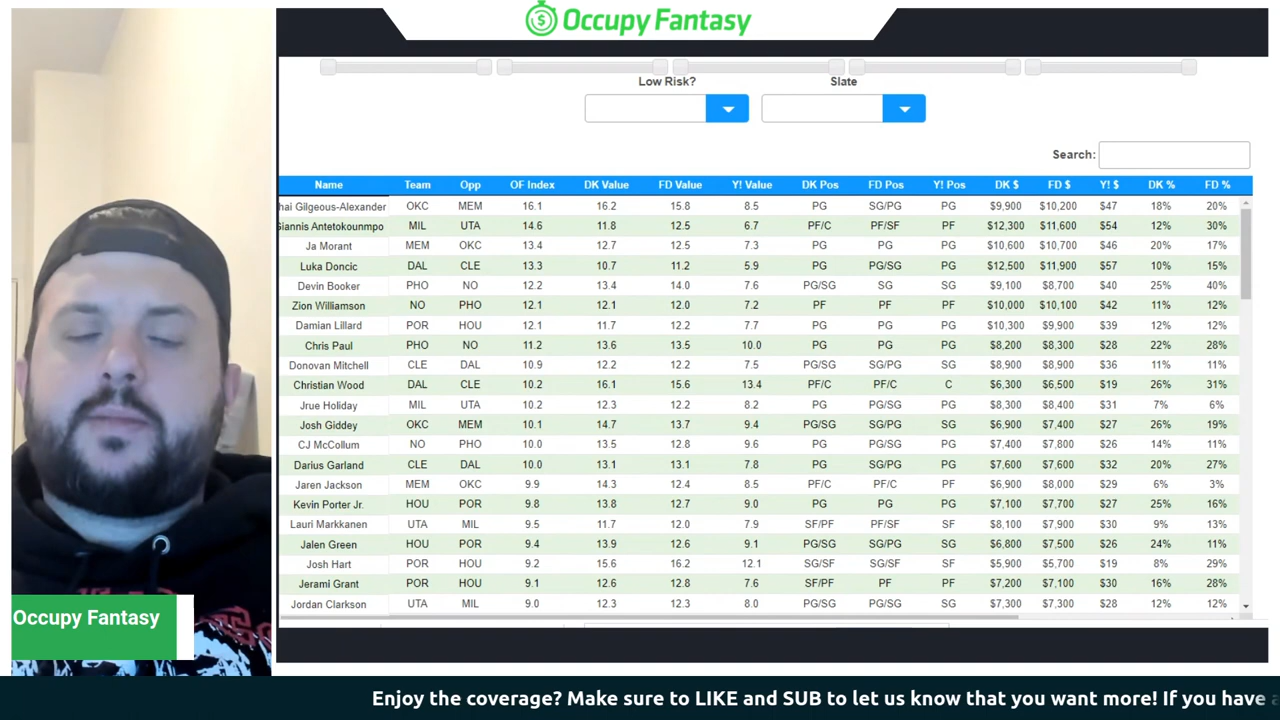 Occupy Fantasy
Low Risk? Slate
Search:
Name Team Opp OF Index DK Value FD Value Y! Value DK Pos FD Pos Y! Pos DK $ FD $ Y! $ DK % FD %
hai Gilgeous-Alexander OKC MEM 16.1 16.2 15.8 8.5 PG SG/PG PG $9,900 $10,200 $47 18% 20%
Giannis Antetokounmpo MIL UTA 14.6 11.8 12.5 6.7 PF/C PF/SF PF $12,300 $11,600 $54 12% 30%
Ja Morant MEM OKC 13.4 12.7 12.5 7.3 PG PG PG $10,600 $10,700 $46 20% 17%
Luka Doncic DAL CLE 13.3 10.7 11.2 5.9 PG PG/SG PG $12,500 $11,900 $57 10% 15%
Devin Booker PHO NO 12.2 13.4 14.0 7.6 PG/SG SG SG $9,100 $8,700 $40 25% 40%
Zion Williamson NO PHO 12.1 12.1 12.0 7.2 PF PF PF $10,000 $10,100 $42 11% 12%
Damian Lillard POR HOU 12.1 11.7 12.2 7.7 PG PG PG $10,300 $9,900 $39 12% 12%
Chris Paul PHO NO 11.2 13.6 13.5 10.0 PG PG PG $8,200 $8,300 $28 22% 28%
Donovan Mitchell CLE DAL 10.9 12.2 12.2 7.5 PG/SG SG/PG SG $8,900 $8,900 $36 11% 11%
Christian Wood DAL CLE 10.2 16.1 15.6 13.4 PF/C PF/C C $6,300 $6,500 $19 26% 31%
Jrue Holiday MIL UTA 10.2 12.3 12.2 8.2 PG PG/SG PG $8,300 $8,400 $31 7% 6%
Josh Giddey OKC MEM 10.1 14.7 13.7 9.4 PG/SG PG/SG SG $6,900 $7,400 $27 26% 19%
CJ McCollum NO PHO 10.0 13.5 12.8 9.6 PG SG/PG PG $7,400 $7,800 $26 14% 11%
Darius Garland CLE DAL 10.0 13.1 13.1 7.8 PG SG/PG PG $7,600 $7,600 $32 20% 27%
Jaren Jackson MEM OKC 9.9 14.3 12.4 8.5 PF/C PF/C PF $6,900 $8,000 $29 6% 3%
Kevin Porter Jr. HOU POR 9.8 13.8 12.7 9.0 PG PG PG $7,100 $7,700 $27 25% 16%
Lauri Markkanen UTA MIL 9.5 11.7 12.0 7.9 SF/PF PF/SF SF $8,100 $7,900 $30 9% 13%
Jalen Green HOU POR 9.4 13.9 12.6 9.1 PG/SG SG/PG SG $6,800 $7,500 $26 24% 11%
Josh Hart POR HOU 9.2 15.6 16.2 12.1 SG/SF SG/SF SF $5,900 $5,700 $19 8% 29%
Jerami Grant POR HOU 9.1 12.6 12.8 7.6 SF/PF PF PF $7,200 $7,100 $30 16% 28%
Jordan Clarkson UTA MIL 9.0 12.3 12.3 8.0 PG/SG PG/SG SG $7,300 $7,300 $28 12% 12%
Occupy Fantasy
Enjoy the coverage? Make sure to LIKE and SUB to let us know that you want more! If you have